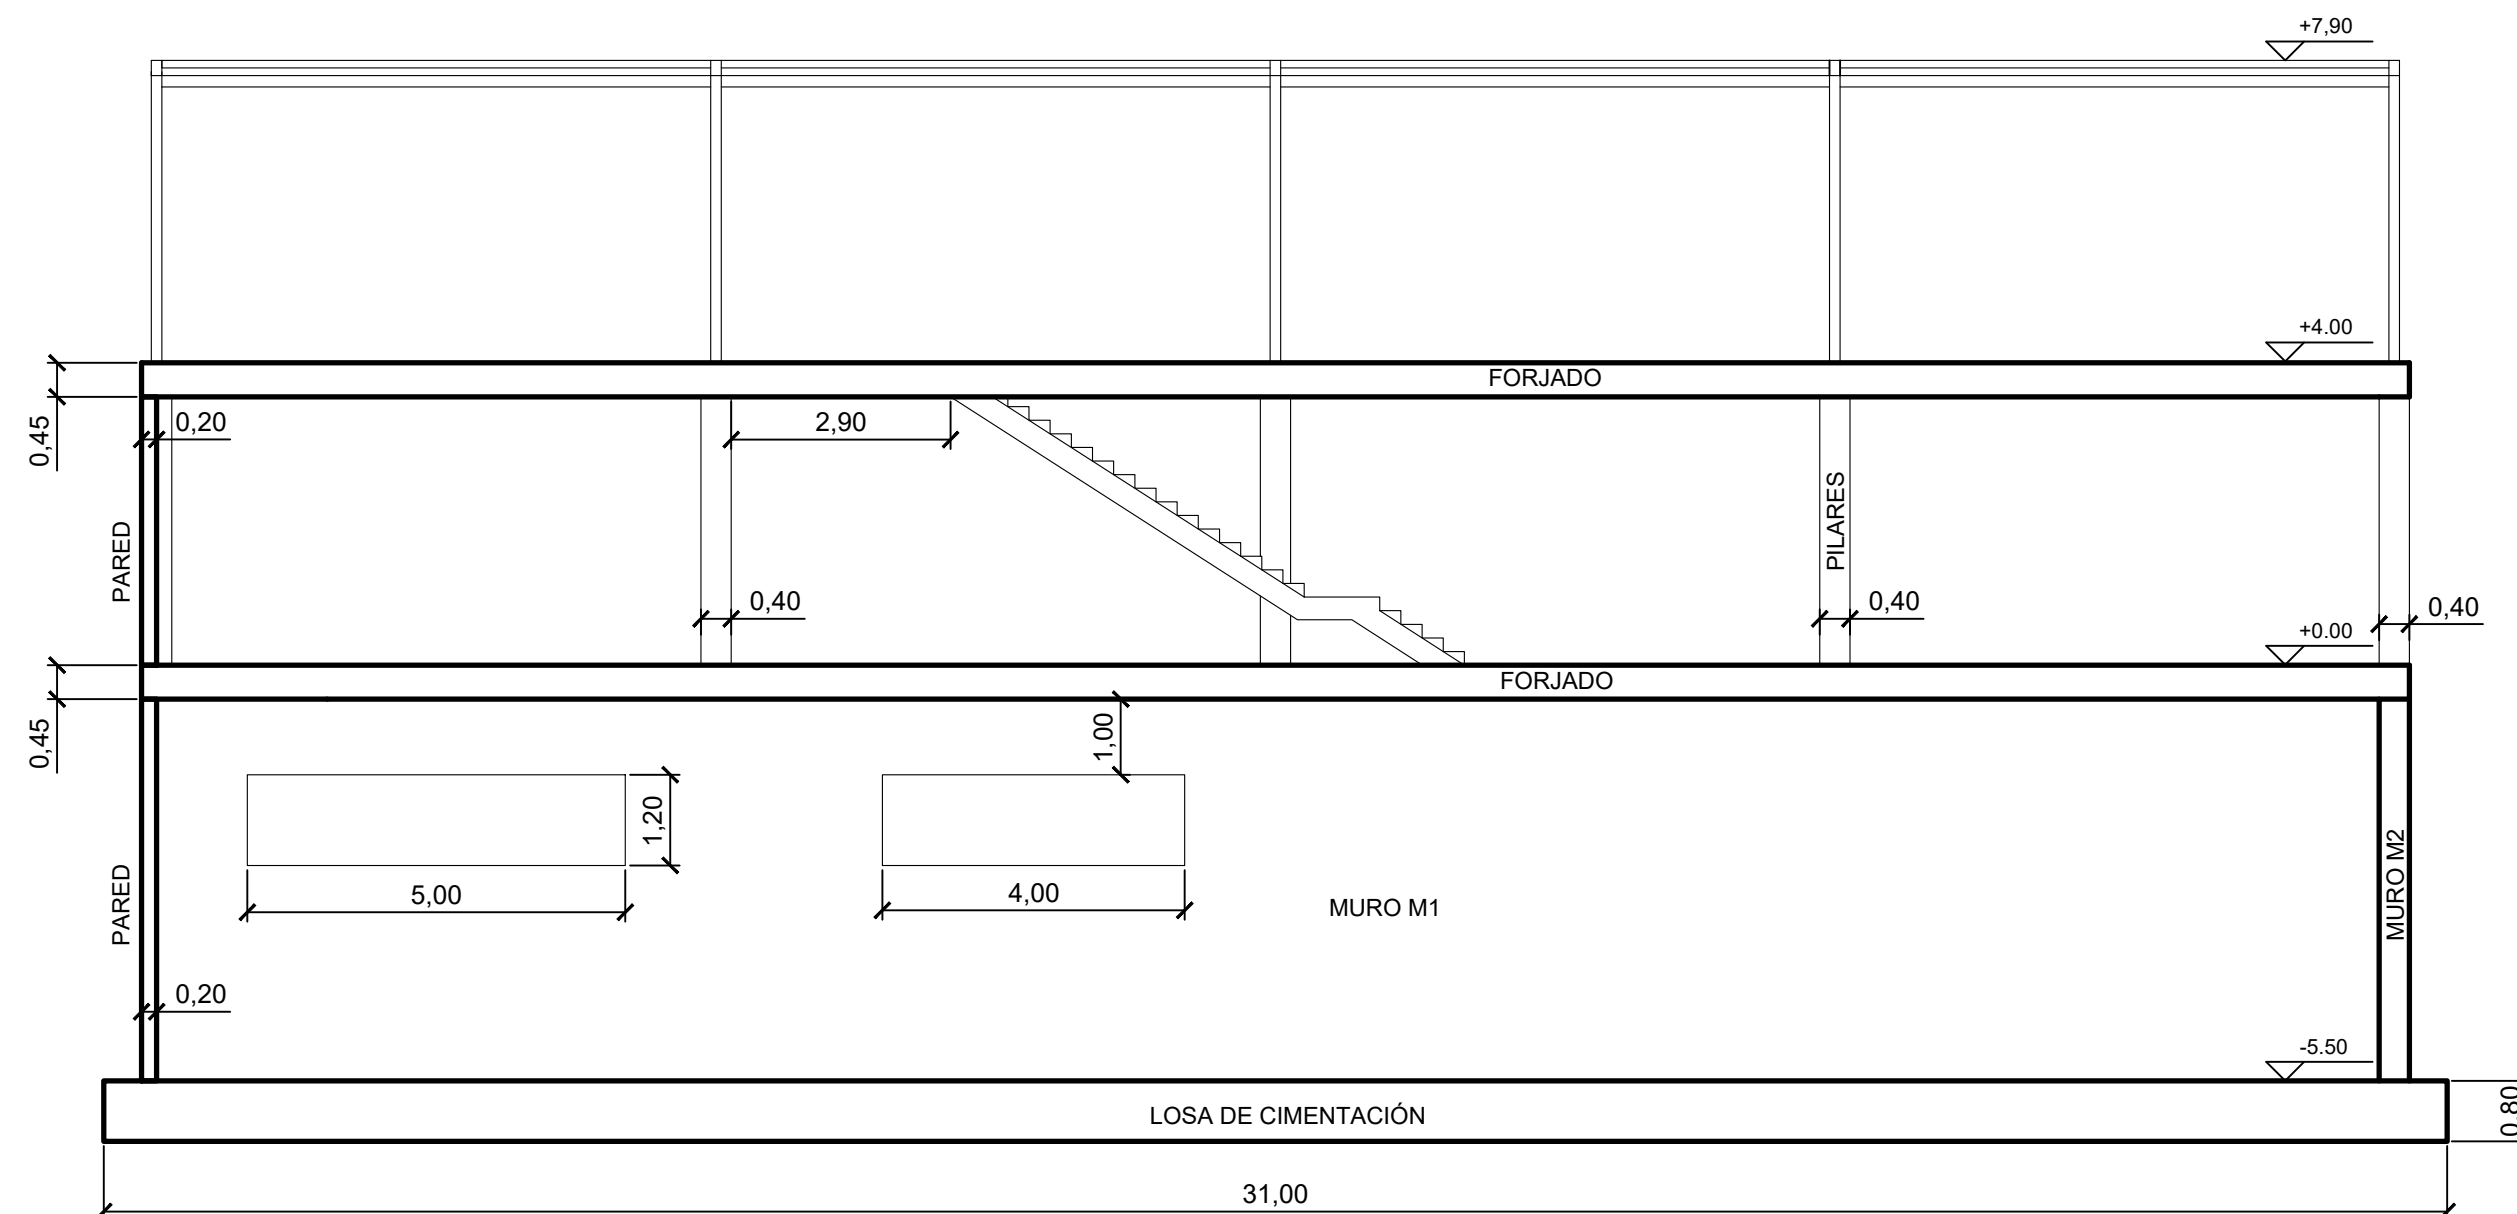 +7,90
+4.00
FORJADO
0,45
0,20
2,90
PARED
PILARES
0,40
0,40
0,40
+0.00
FORJADO
0,45
1,00
1,20
5,00
4,00
PARED
MURO M1
MURO M2
0,20
-5.50
LOSA DE CIMENTACIÓN
0,80
31,00